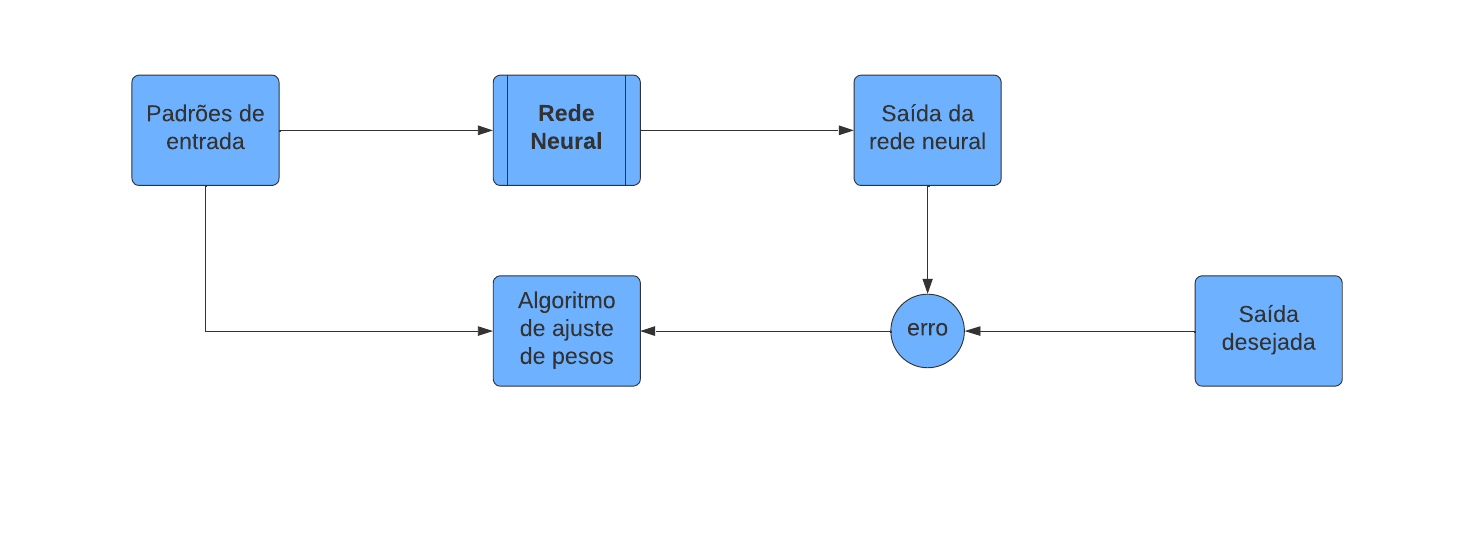 Padrões de
entrada
Rede
Neural
Saída da
rede neural
Algoritmo
de ajuste
de pesos
erro
Saída
desejada